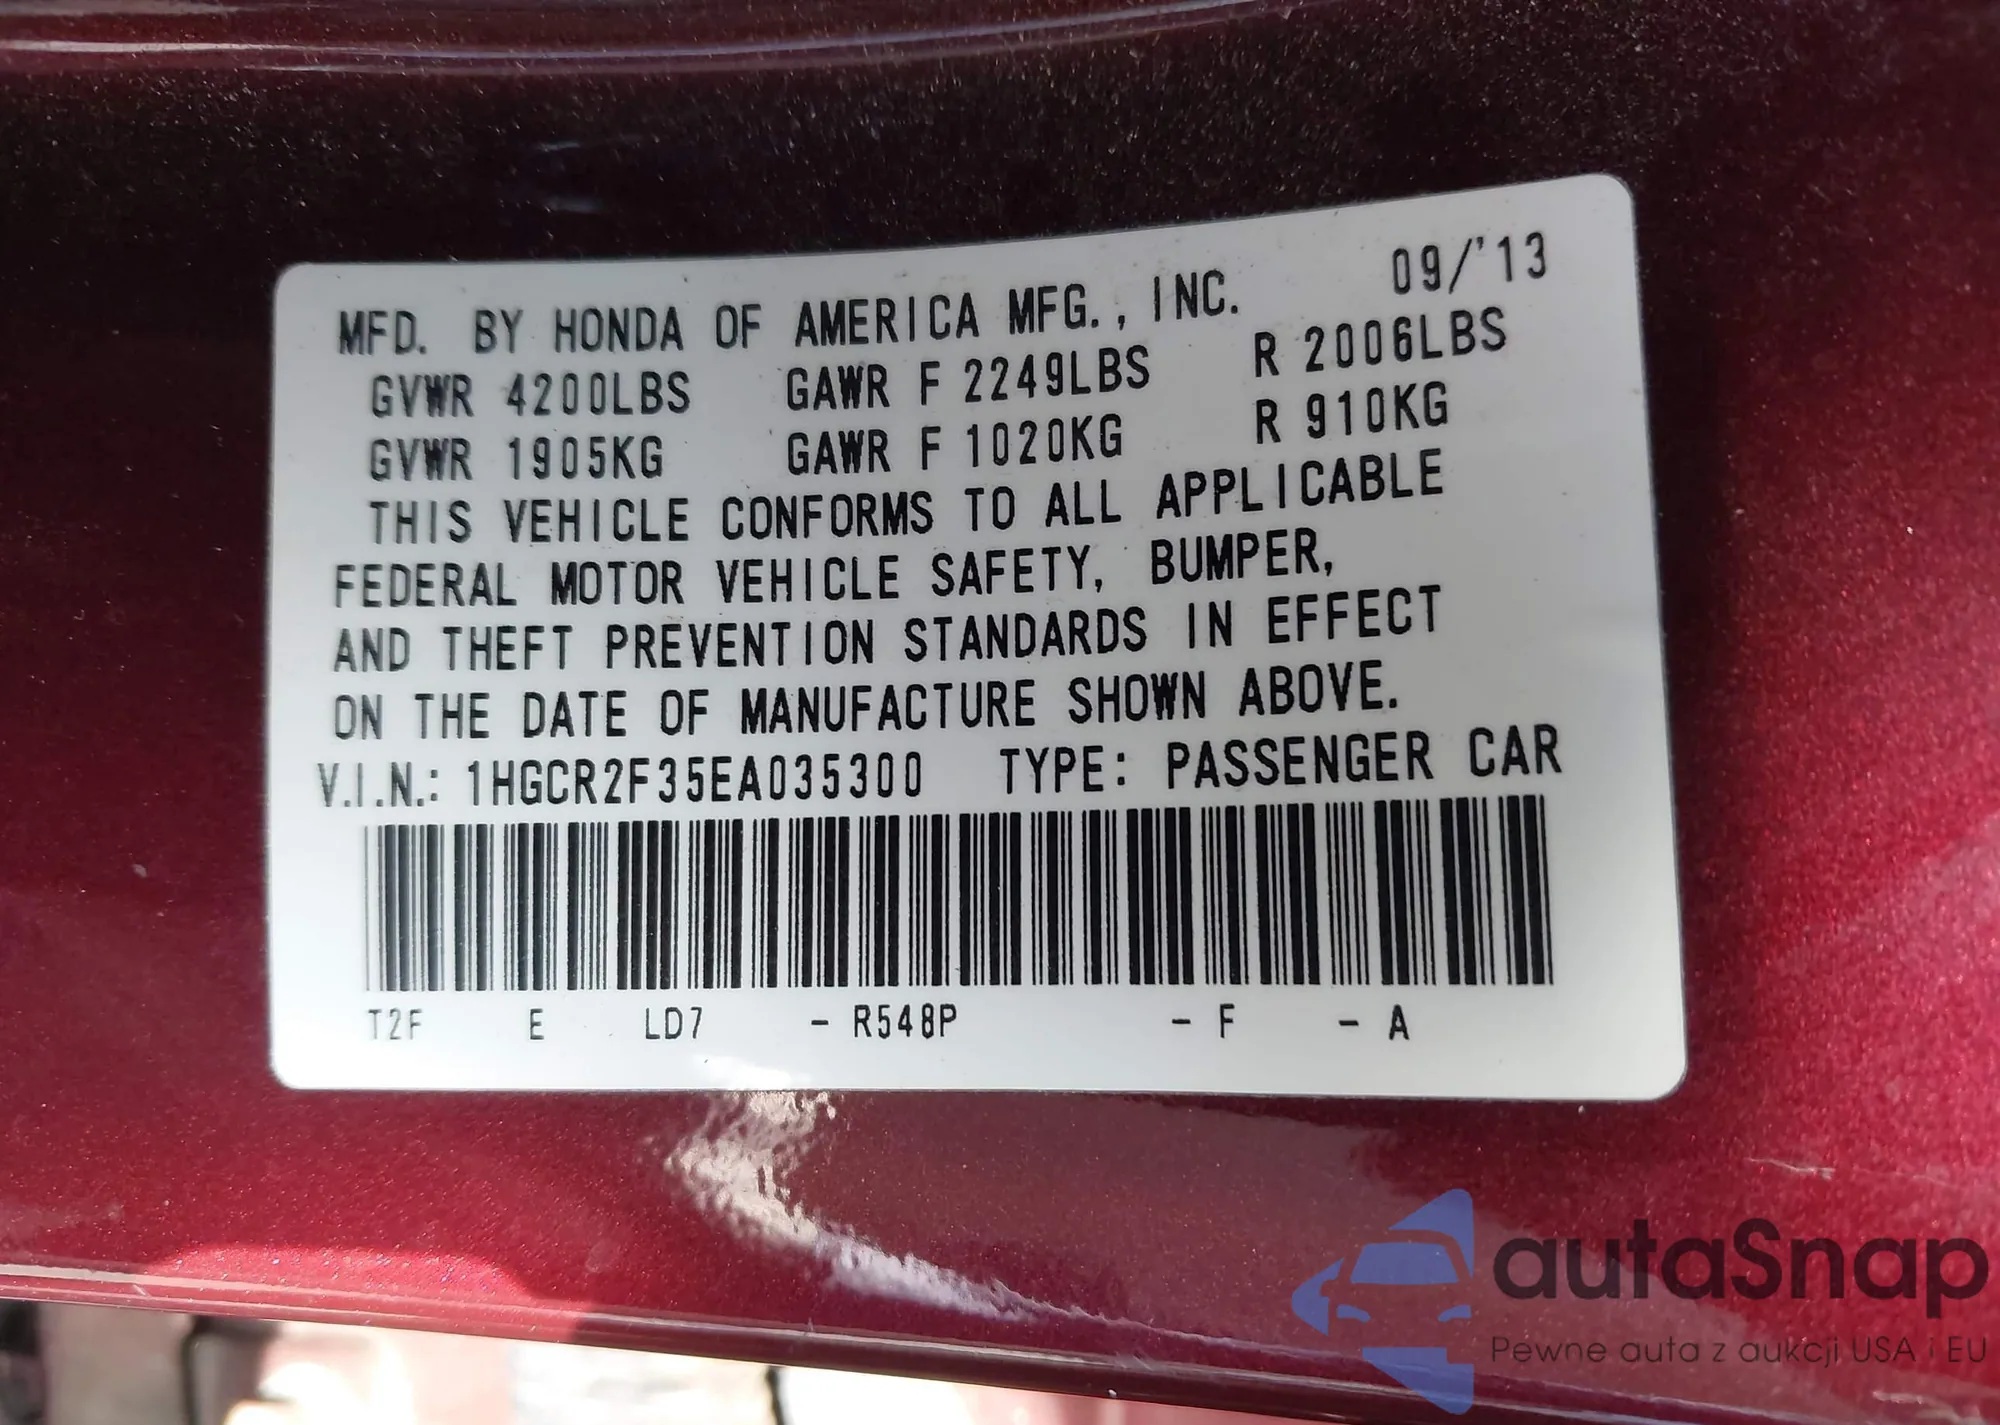 09/'13
MFD. BY HONDA OF AMERICA MFG., INC.
GVWR 4200LBS GAWR F 2249LBS R 2006LBS
GVWR 1905KG GAWR F 1020KG R 910KG
THIS VEHICLE CONFORMS TO ALL APPLICABLE
FEDERAL MOTOR VEHICLE SAFETY, BUMPER,
AND THEFT PREVENTION STANDARDS IN EFFECT
ON THE DATE OF MANUFACTURE SHOWN ABOVE.
V.I.N.: 1HGCR2F35EA035300 TYPE: PASSENGER CAR
T2F E LD7 - R548P - F - A
autaSnap
Pewne auta z aukcji USA i EU